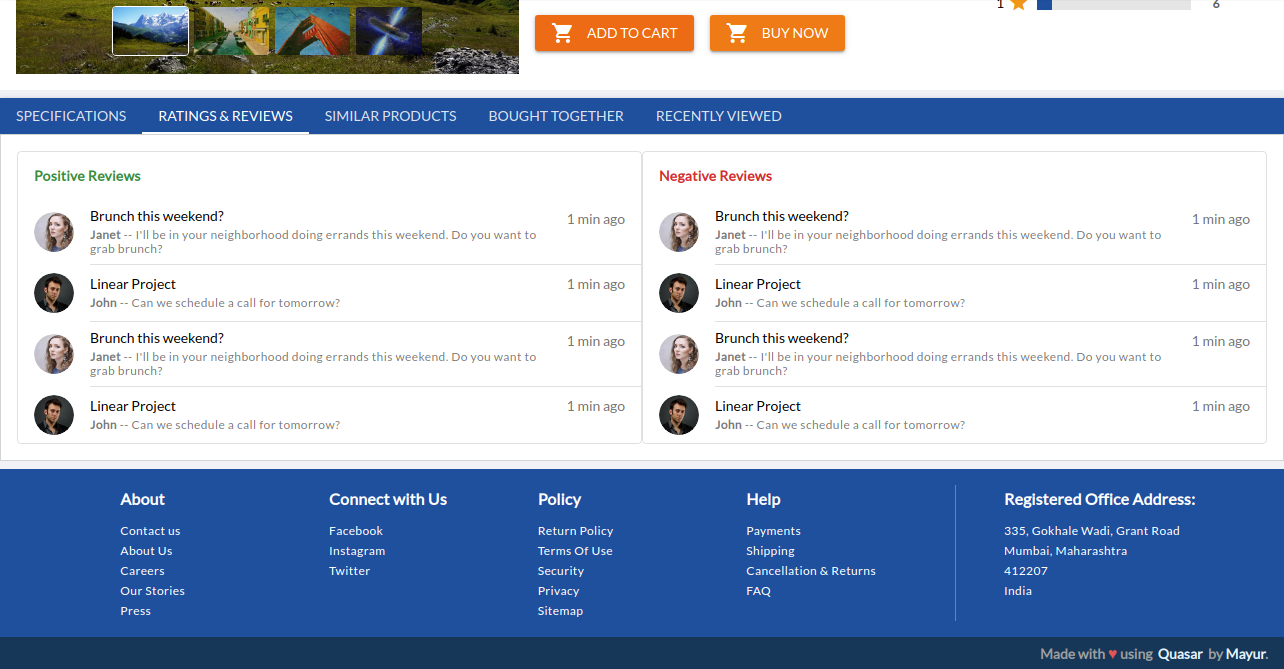 1 6
ADD TO CART BUY NOW
SPECIFICATIONS RATINGS & REVIEWS SIMILAR PRODUCTS BOUGHT TOGETHER RECENTLY VIEWED
Positive Reviews
Brunch this weekend? 1 min ago
Janet -- I'll be in your neighborhood doing errands this weekend. Do you want to
grab brunch?
Linear Project 1 min ago
John -- Can we schedule a call for tomorrow?
Brunch this weekend? 1 min ago
Janet -- I'll be in your neighborhood doing errands this weekend. Do you want to
grab brunch?
Linear Project 1 min ago
John -- Can we schedule a call for tomorrow?
Negative Reviews
Brunch this weekend? 1 min ago
Janet -- I'll be in your neighborhood doing errands this weekend. Do you want to
grab brunch?
Linear Project 1 min ago
John -- Can we schedule a call for tomorrow?
Brunch this weekend? 1 min ago
Janet -- I'll be in your neighborhood doing errands this weekend. Do you want to
grab brunch?
Linear Project 1 min ago
John -- Can we schedule a call for tomorrow?
About
Contact us
About Us
Careers
Our Stories
Press
Connect with Us
Facebook
Instagram
Twitter
Policy
Return Policy
Terms Of Use
Security
Privacy
Sitemap
Help
Payments
Shipping
Cancellation & Returns
FAQ
Registered Office Address:
335, Gokhale Wadi, Grant Road
Mumbai, Maharashtra
412207
India
Made with ♥ using Quasar by Mayur.